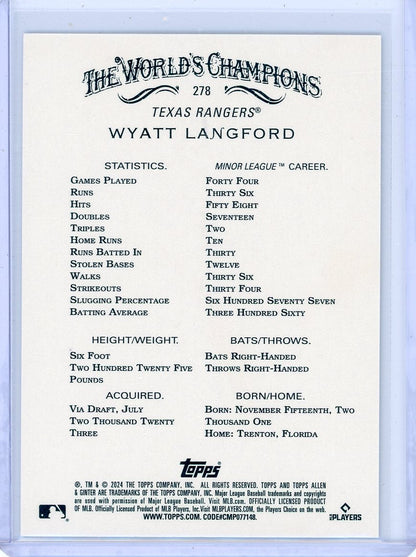 THE WORLD'S CHAMPIONS
278
TEXAS RANGERS®
WYATT LANGFORD
STATISTICS. MINOR LEAGUE™ CAREER.
GAMES PLAYED FORTY FOUR
RUNS THIRTY SIX
HITS FIFTY EIGHT
DOUBLES SEVENTEEN
TRIPLES TWO
HOME RUNS TEN
RUNS BATTED IN THIRTY
STOLEN BASES TWELVE
WALKS THIRTY SIX
STRIKEOUTS THIRTY FOUR
SLUGGING PERCENTAGE SIX HUNDRED SEVENTY SEVEN
BATTING AVERAGE THREE HUNDRED SIXTY
HEIGHT/WEIGHT.
SIX FOOT
TWO HUNDRED TWENTY FIVE
POUNDS
BATS/THROWS.
BATS RIGHT-HANDED
THROWS RIGHT-HANDED
ACQUIRED.
VIA DRAFT, JULY
TWO THOUSAND TWENTY
THREE
BORN/HOME.
BORN: NOVEMBER FIFTEENTH, TWO
THOUSAND ONE
HOME: TRENTON, FLORIDA
Topps
®, TM & © 2024 THE TOPPS COMPANY, INC. ALL RIGHTS RESERVED. TOPPS AND TOPPS ALLEN
& GINTER ARE TRADEMARKS OF THE TOPPS COMPANY, INC. Major League Baseball trademarks and copyrights
are used with permission of Major League Baseball. Visit MLB.com. OFFICIALLY LICENSED PRODUCT
OF MLB. Officially Licensed Product of MLB Players, Inc. Visit MLBPLAYERS.com, the Players Choice on the web.
WWW.TOPPS.COM. CODE#CMP077148.
PLAYERS